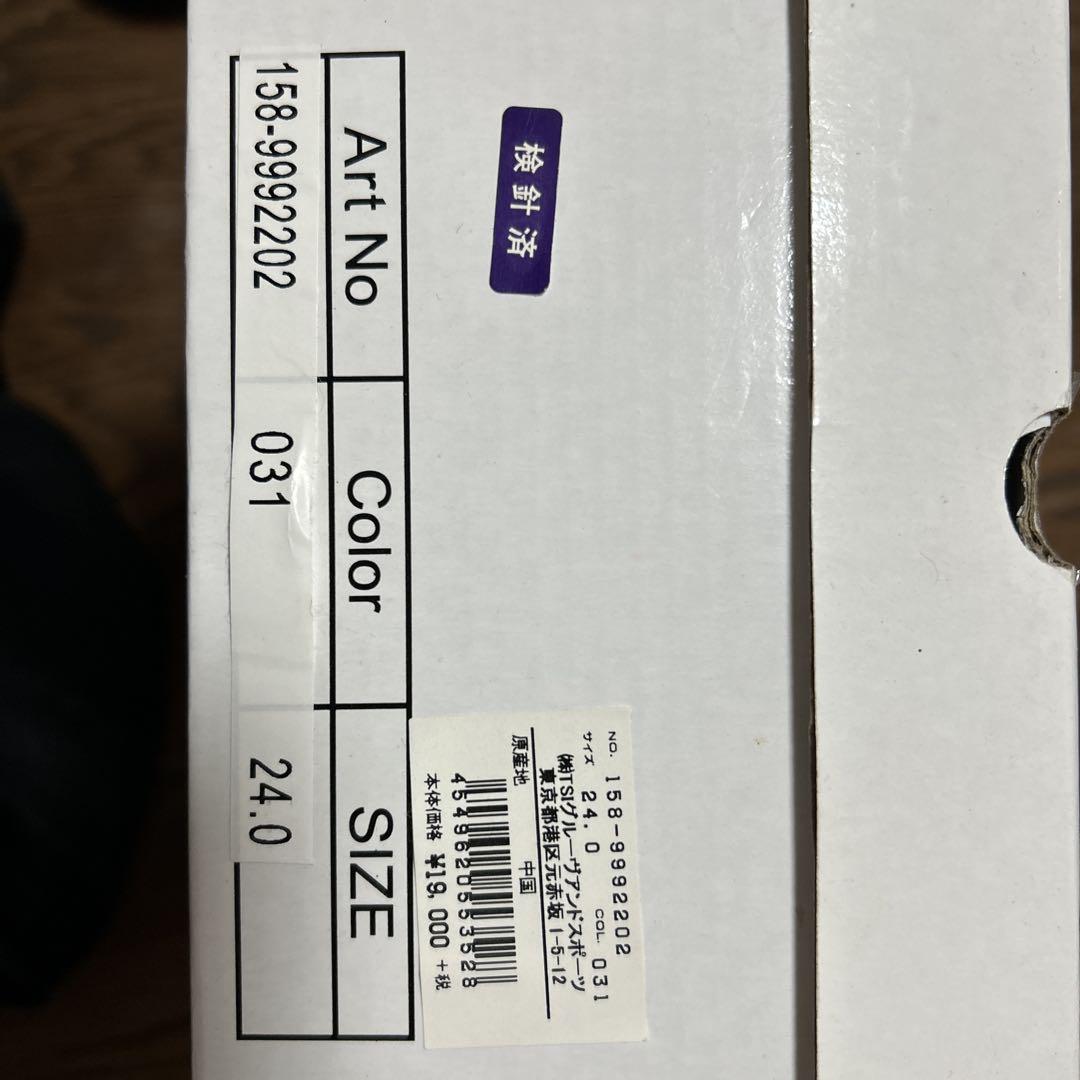 Art No Color SIZE
158-9992202 031 24.0
検針済
NO. 158-9992202
サイズ 24.0 COL. 031
㈱TSIグルーヴアンドスポーツ
東京都港区元赤坂1-5-12
原産地 中国
4549620553528
本体価格 ¥19,000 +税